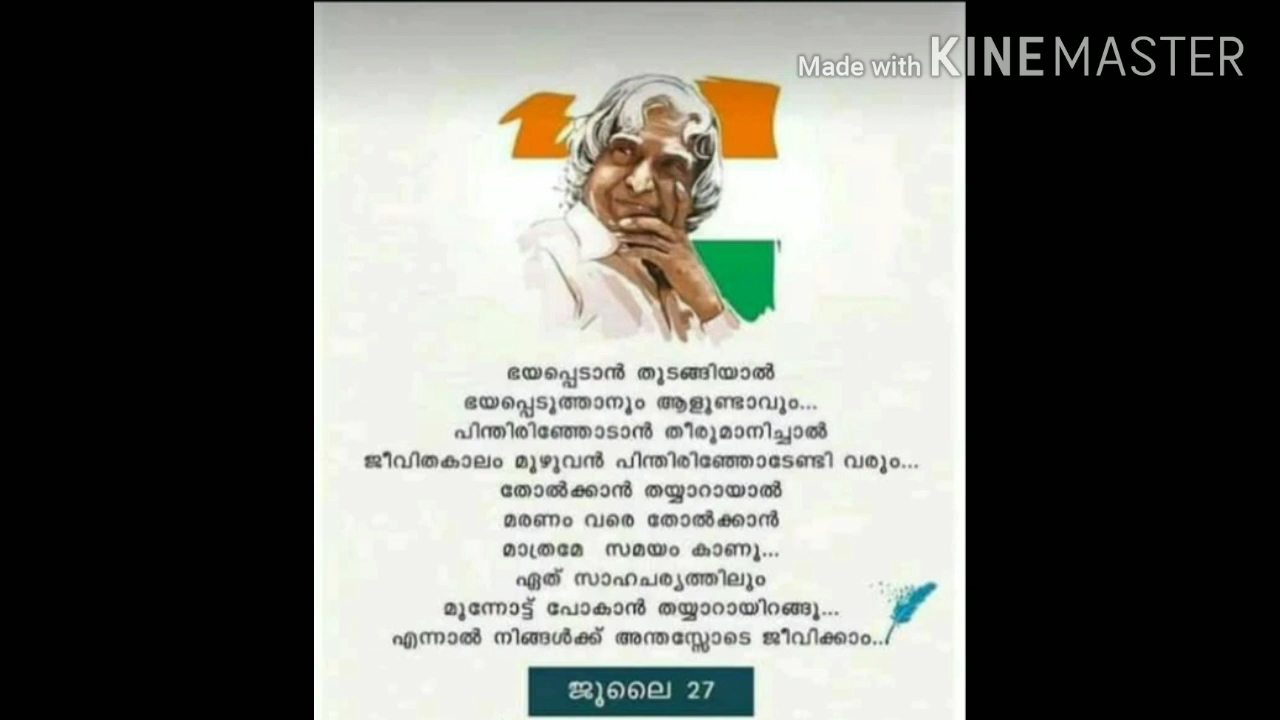 Made with KINEMASTER
ഭയപ്പെടാൻ തുടങ്ങിയാൽ
ഭയപ്പെടുത്താനും ആളുണ്ടാവും...
പിന്തിരിഞ്ഞോടാൻ തീരുമാനിച്ചാൽ
ജീവിതകാലം മുഴുവൻ പിന്തിരിഞ്ഞോടേണ്ടി വരും...
തോൽക്കാൻ തയ്യാറായാൽ
മരണം വരെ തോൽക്കാൻ
മാത്രമേ സമയം കാണൂ...
ഏത് സാഹചര്യത്തിലും
മുന്നോട്ട് പോകാൻ തയ്യാറായിറങ്ങൂ...
എന്നാൽ നിങ്ങൾക്ക് അന്തസ്സോടെ ജീവിക്കാം...
ജൂലൈ 27